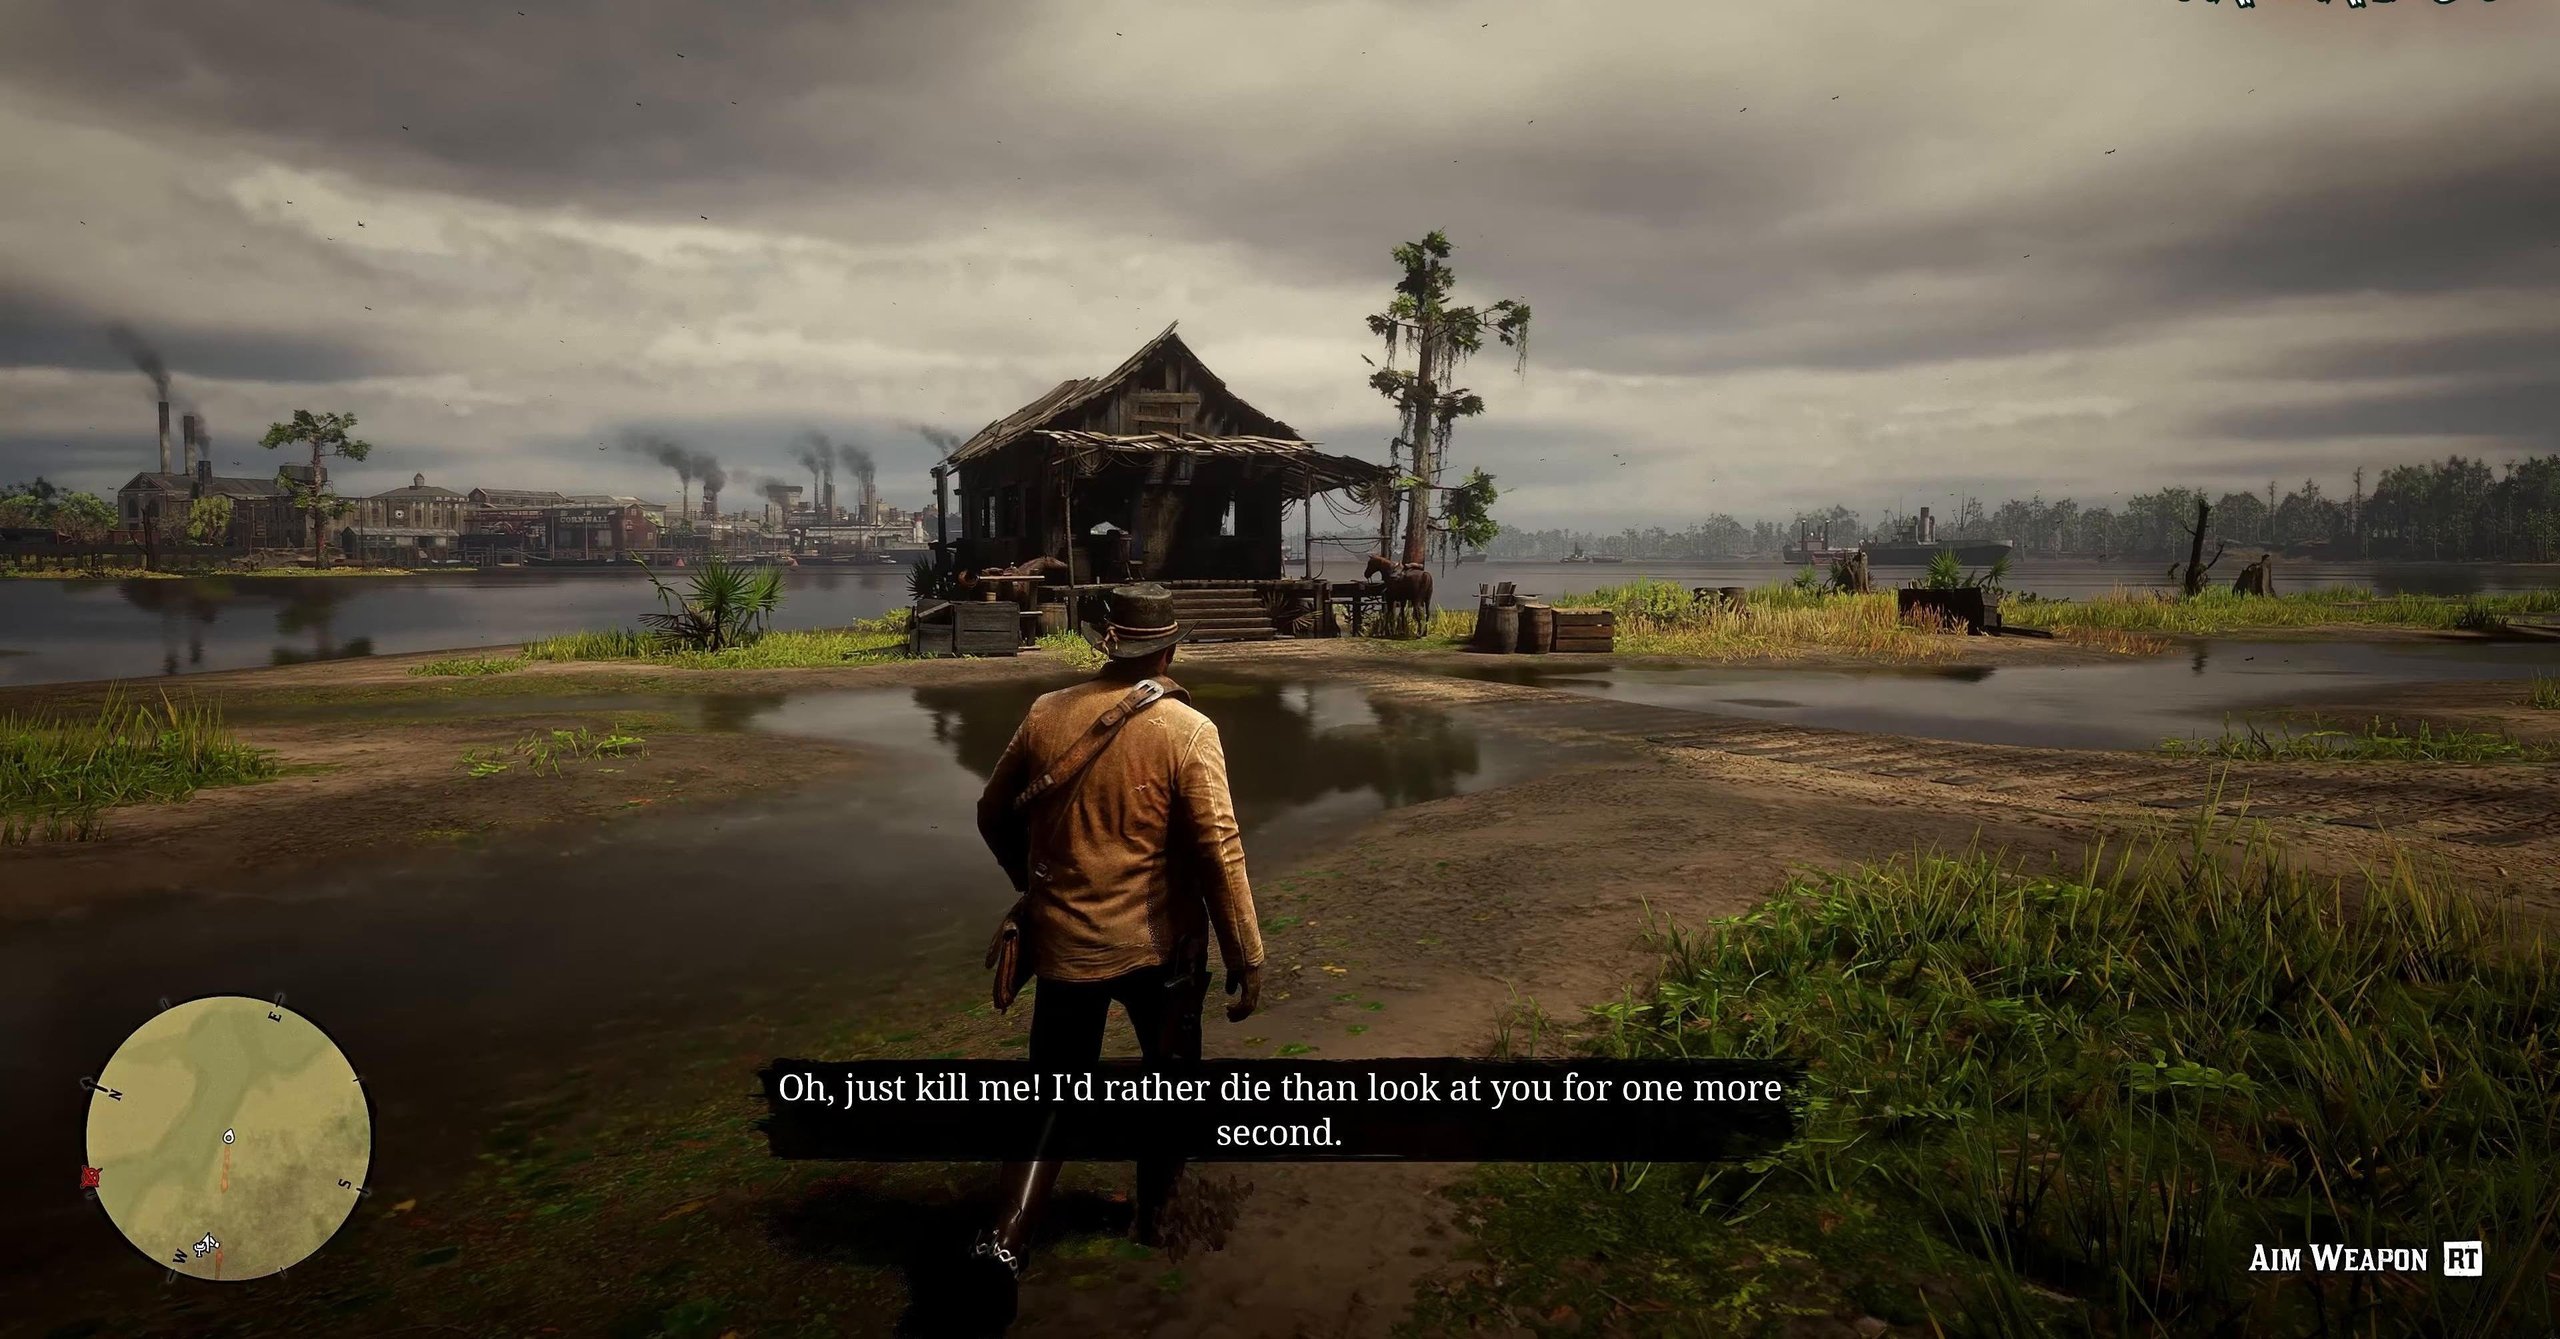 CORNWALL
E
N
S
W
Oh, just kill me! I'd rather die than look at you for one more
second.
AIM WEAPON RT